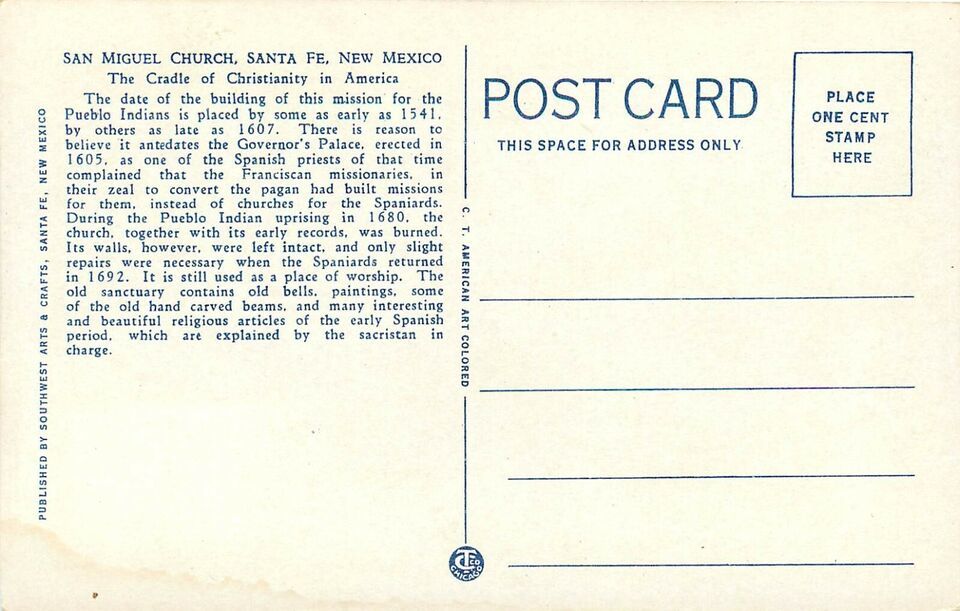 SAN MIGUEL CHURCH, SANTA FE, NEW MEXICO
The Cradle of Christianity in America
The date of the building of this mission for the
Pueblo Indians is placed by some as early as 1541,
by others as late as 1607. There is reason to
believe it antedates the Governor's Palace, erected in
1605, as one of the Spanish priests of that time
complained that the Franciscan missionaries, in
their zeal to convert the pagan had built missions
for them, instead of churches for the Spaniards.
During the Pueblo Indian uprising in 1680, the
church, together with its early records, was burned.
Its walls, however, were left intact, and only slight
repairs were necessary when the Spaniards returned
in 1692. It is still used as a place of worship. The
old sanctuary contains old bells, paintings, some
of the old hand carved beams, and many interesting
and beautiful religious articles of the early Spanish
period, which are explained by the sacristan in
charge.
PUBLISHED BY SOUTHWEST ARTS & CRAFTS, SANTA FE, NEW MEXICO
C. T. AMERICAN ART COLORED
POST CARD
THIS SPACE FOR ADDRESS ONLY
PLACE
ONE CENT
STAMP
HERE
CT CO
CHICAGO